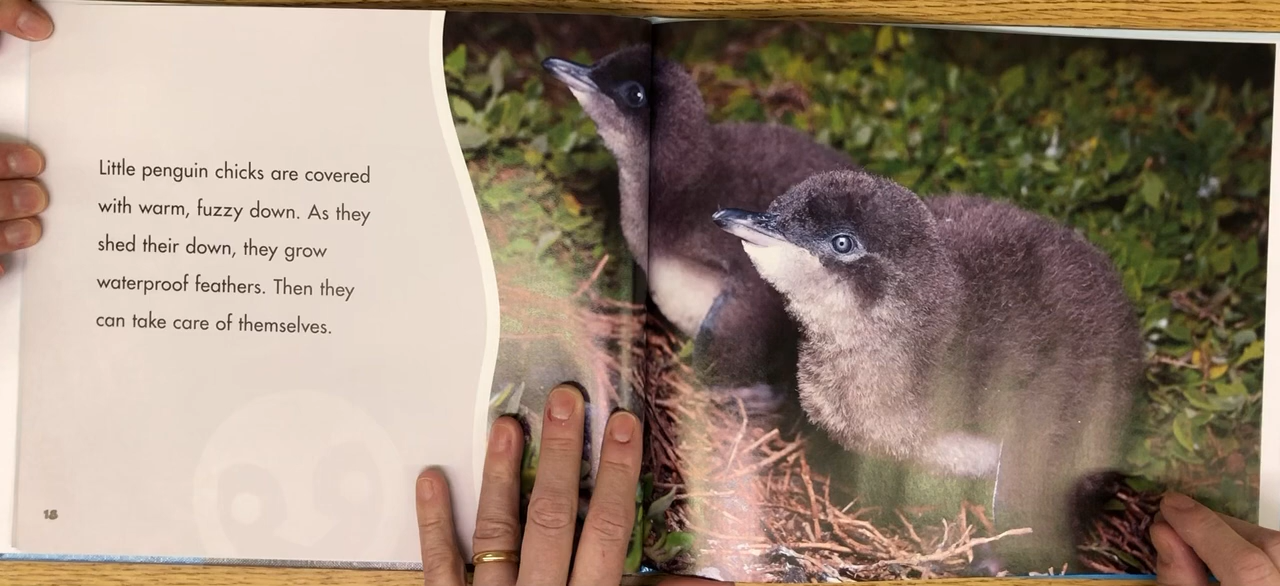 Little penguin chicks are covered
with warm, fuzzy down. As they
shed their down, they grow
waterproof feathers. Then they
can take care of themselves.
18